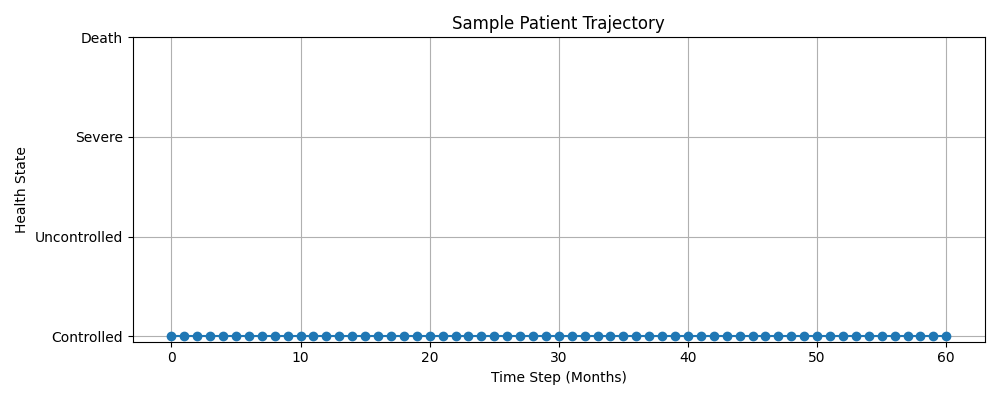 Sample Patient Trajectory
Death
Severe
Uncontrolled
Controlled
Health State
0 10 20 30 40 50 60
Time Step (Months)